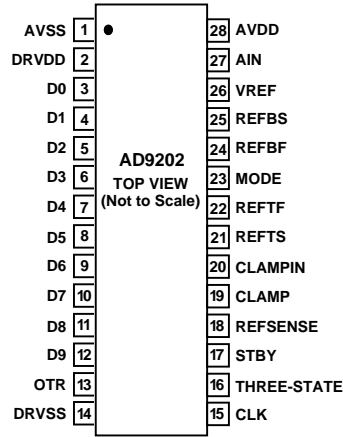 AVSS 1 28 AVDD
DRVDD 2 27 AIN
D0 3 26 VREF
D1 4 25 REFBS
D2 5 24 REFBF
D3 6 23 MODE
D4 7 22 REFTF
D5 8 21 REFTS
D6 9 20 CLAMPIN
D7 10 19 CLAMP
D8 11 18 REFSENSE
D9 12 17 STBY
OTR 13 16 THREE-STATE
DRVSS 14 15 CLK
AD9202
TOP VIEW
(Not to Scale)